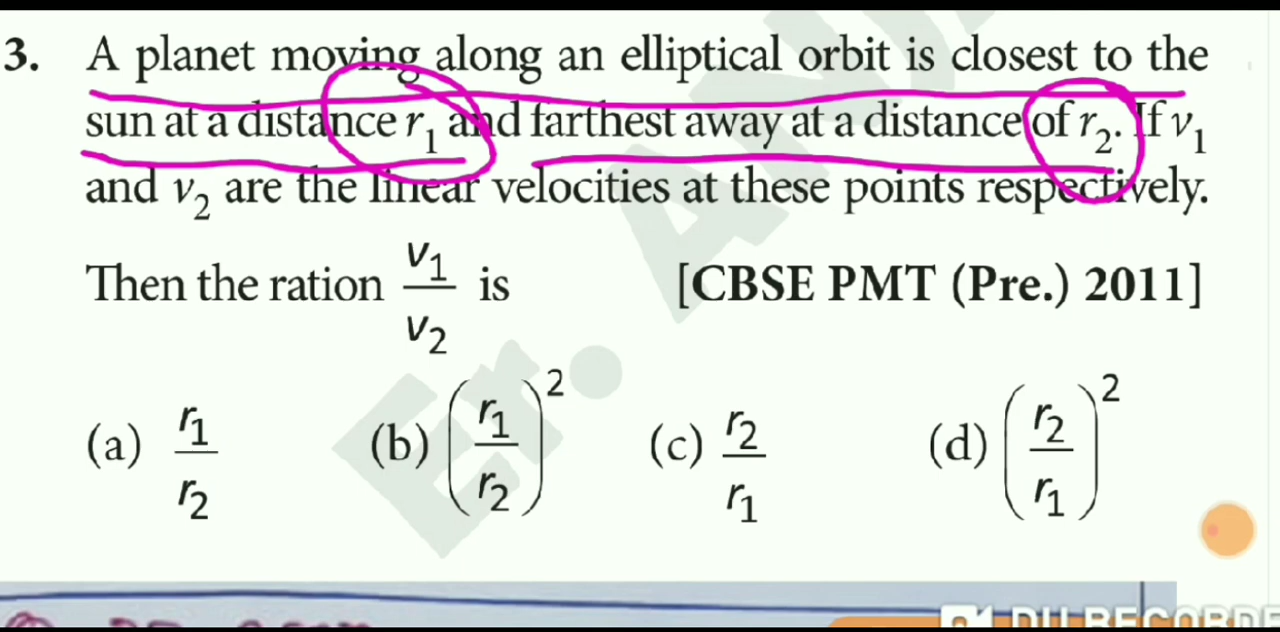 3. A planet moving along an elliptical orbit is closest to the
sun at a distance r₁ and farthest away at a distance of r₂. If v₁
and v₂ are the linear velocities at these points respectively.
Then the ration v₁/v₂ is [CBSE PMT (Pre.) 2011]
(a) r₁/r₂ (b) (r₁/r₂)² (c) r₂/r₁ (d) (r₂/r₁)²
Er.